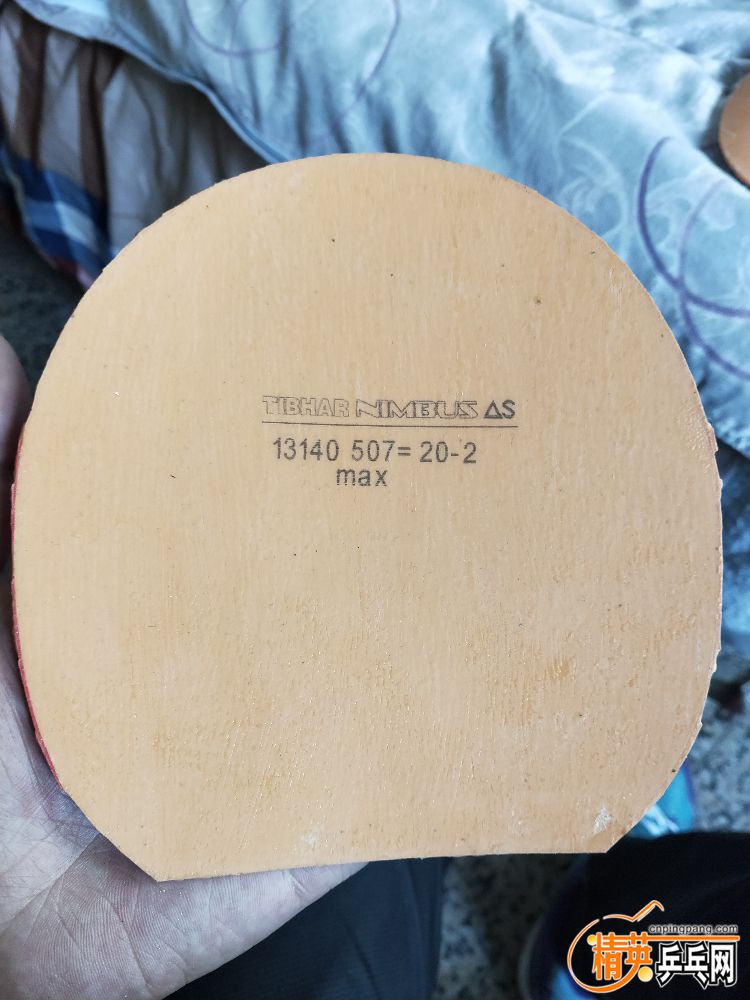 TIBHAR NIMBUS ΔS
13140 507= 20-2
max
cnpingpang.com
精英乒乓网